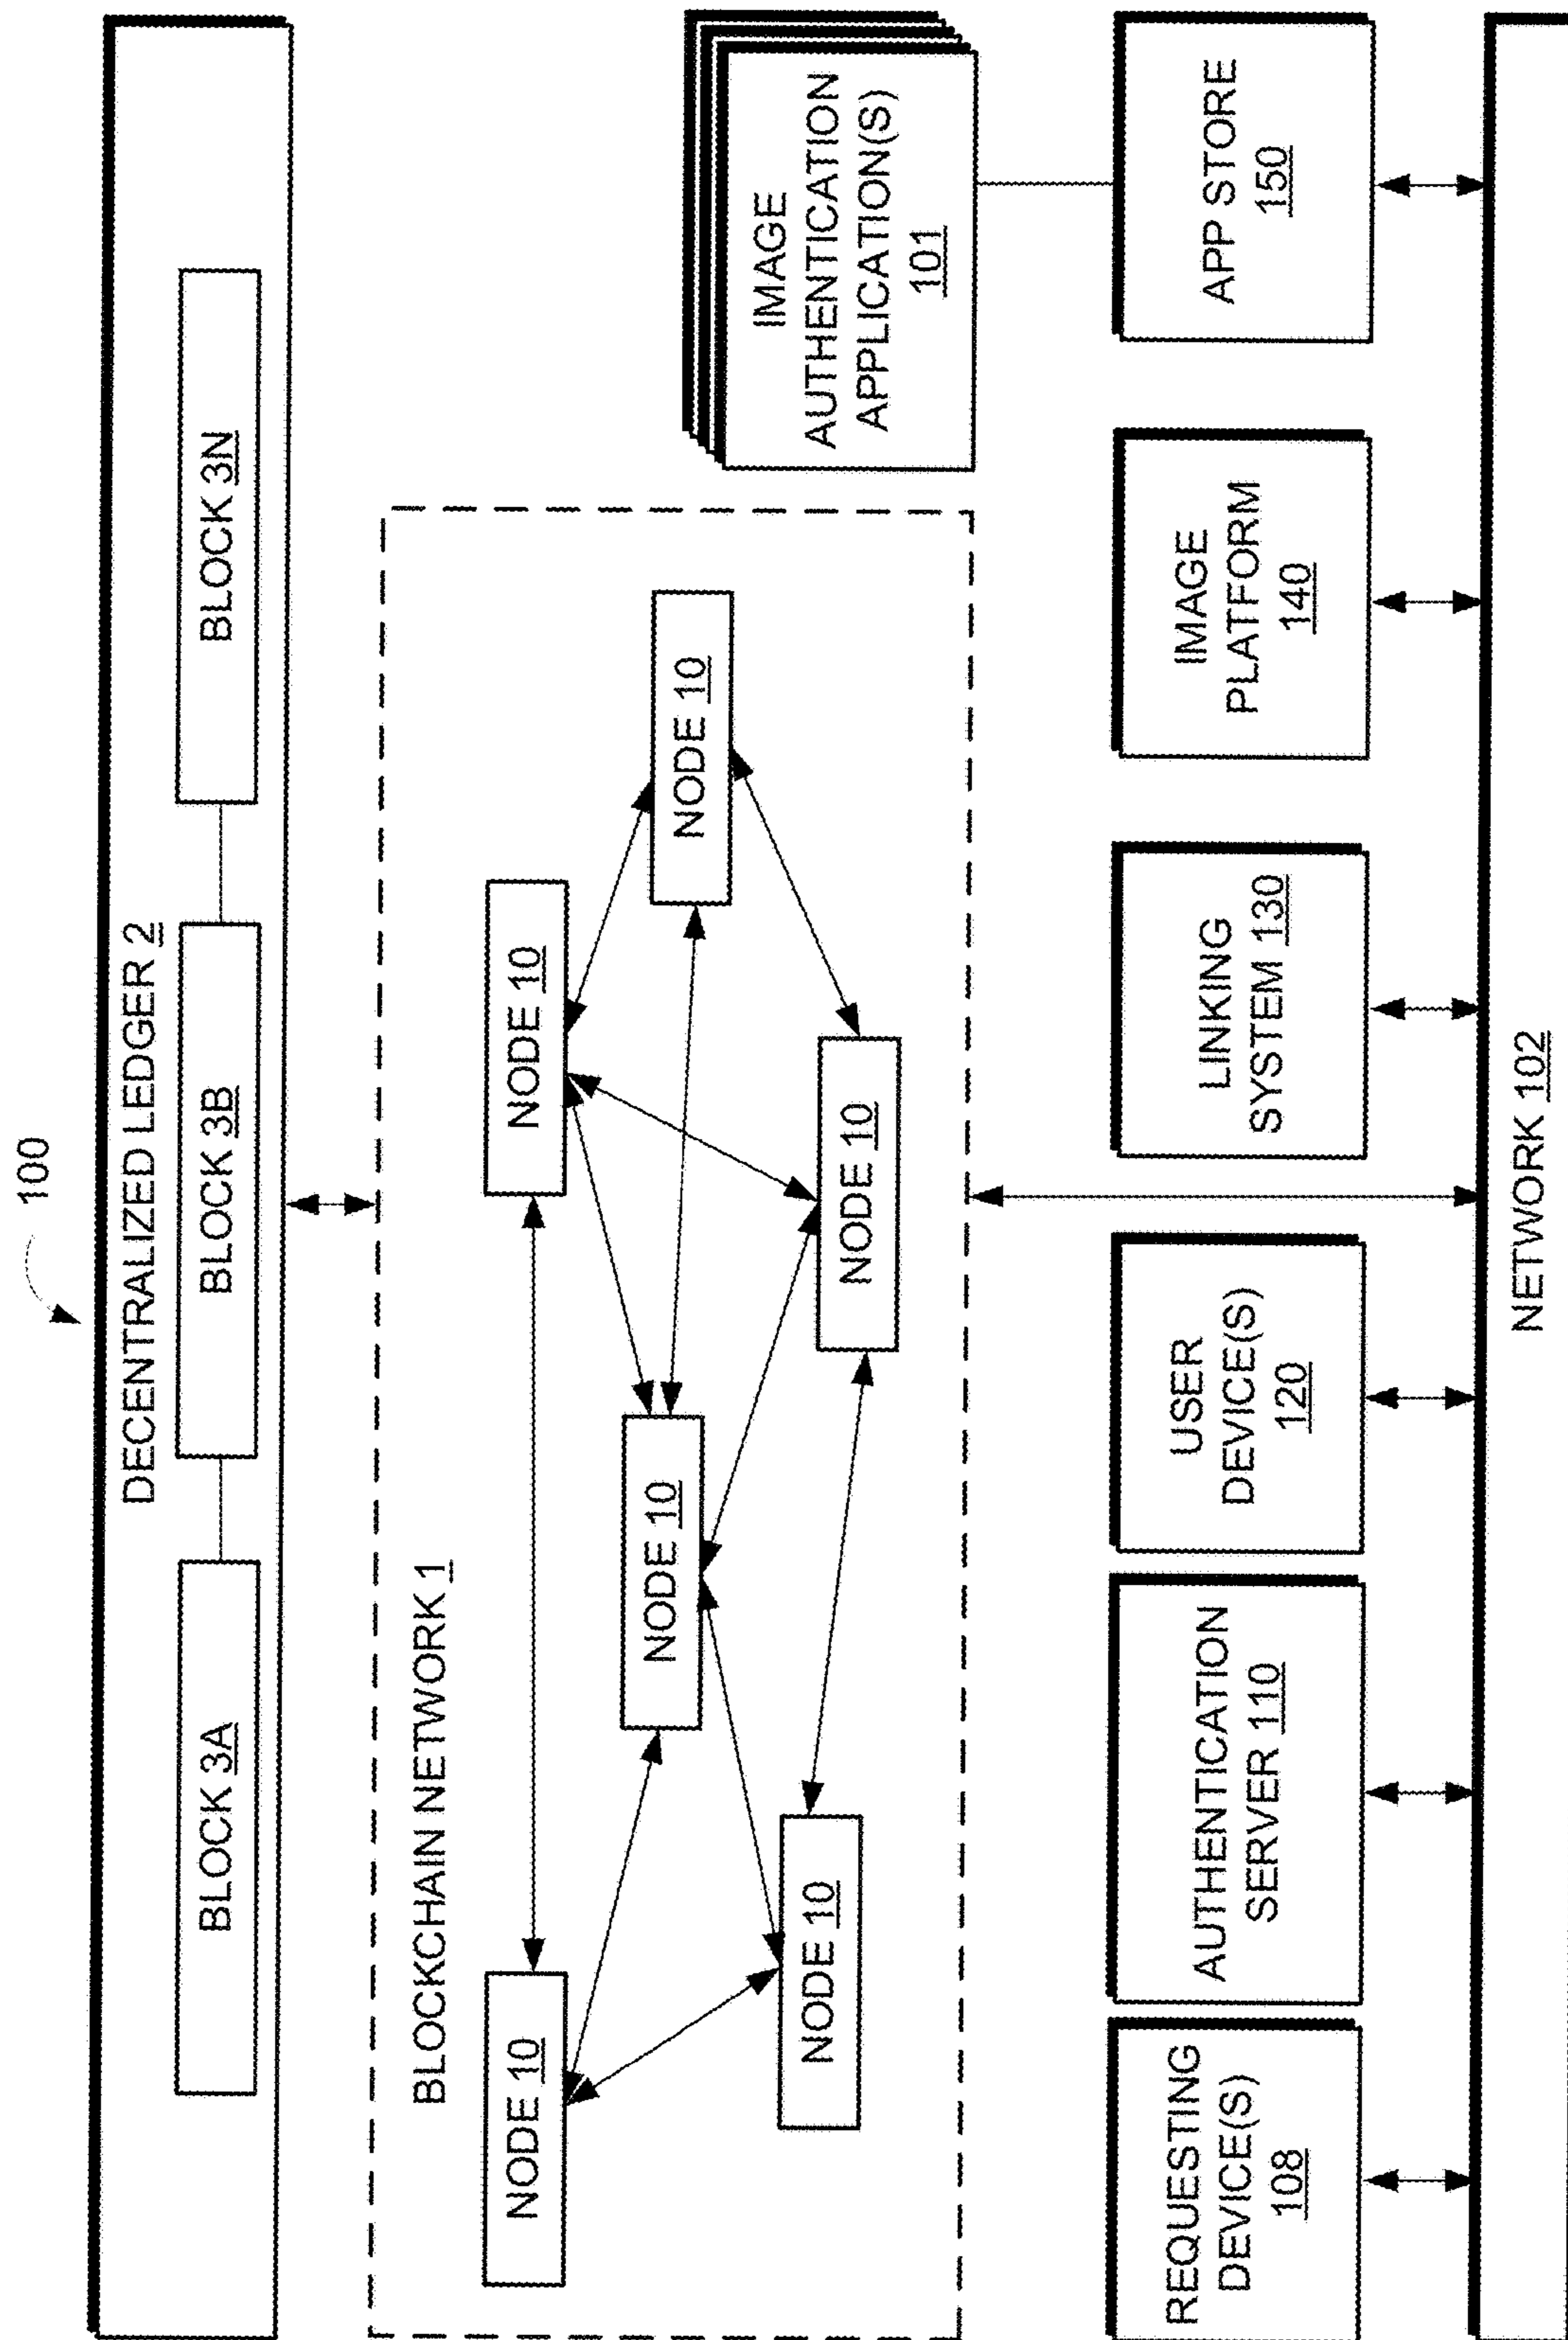 100
DECENTRALIZED LEDGER 2
BLOCK 3A
BLOCK 3B
BLOCK 3N
BLOCKCHAIN NETWORK 1
NODE 10
NODE 10
NODE 10
NODE 10
NODE 10
NODE 10
IMAGE
AUTHENTICATION
APPLICATION(S)
101
REQUESTING
DEVICE(S)
108
AUTHENTICATION
SERVER 110
USER
DEVICE(S)
120
LINKING
SYSTEM 130
IMAGE
PLATFORM
140
APP STORE
150
NETWORK 102